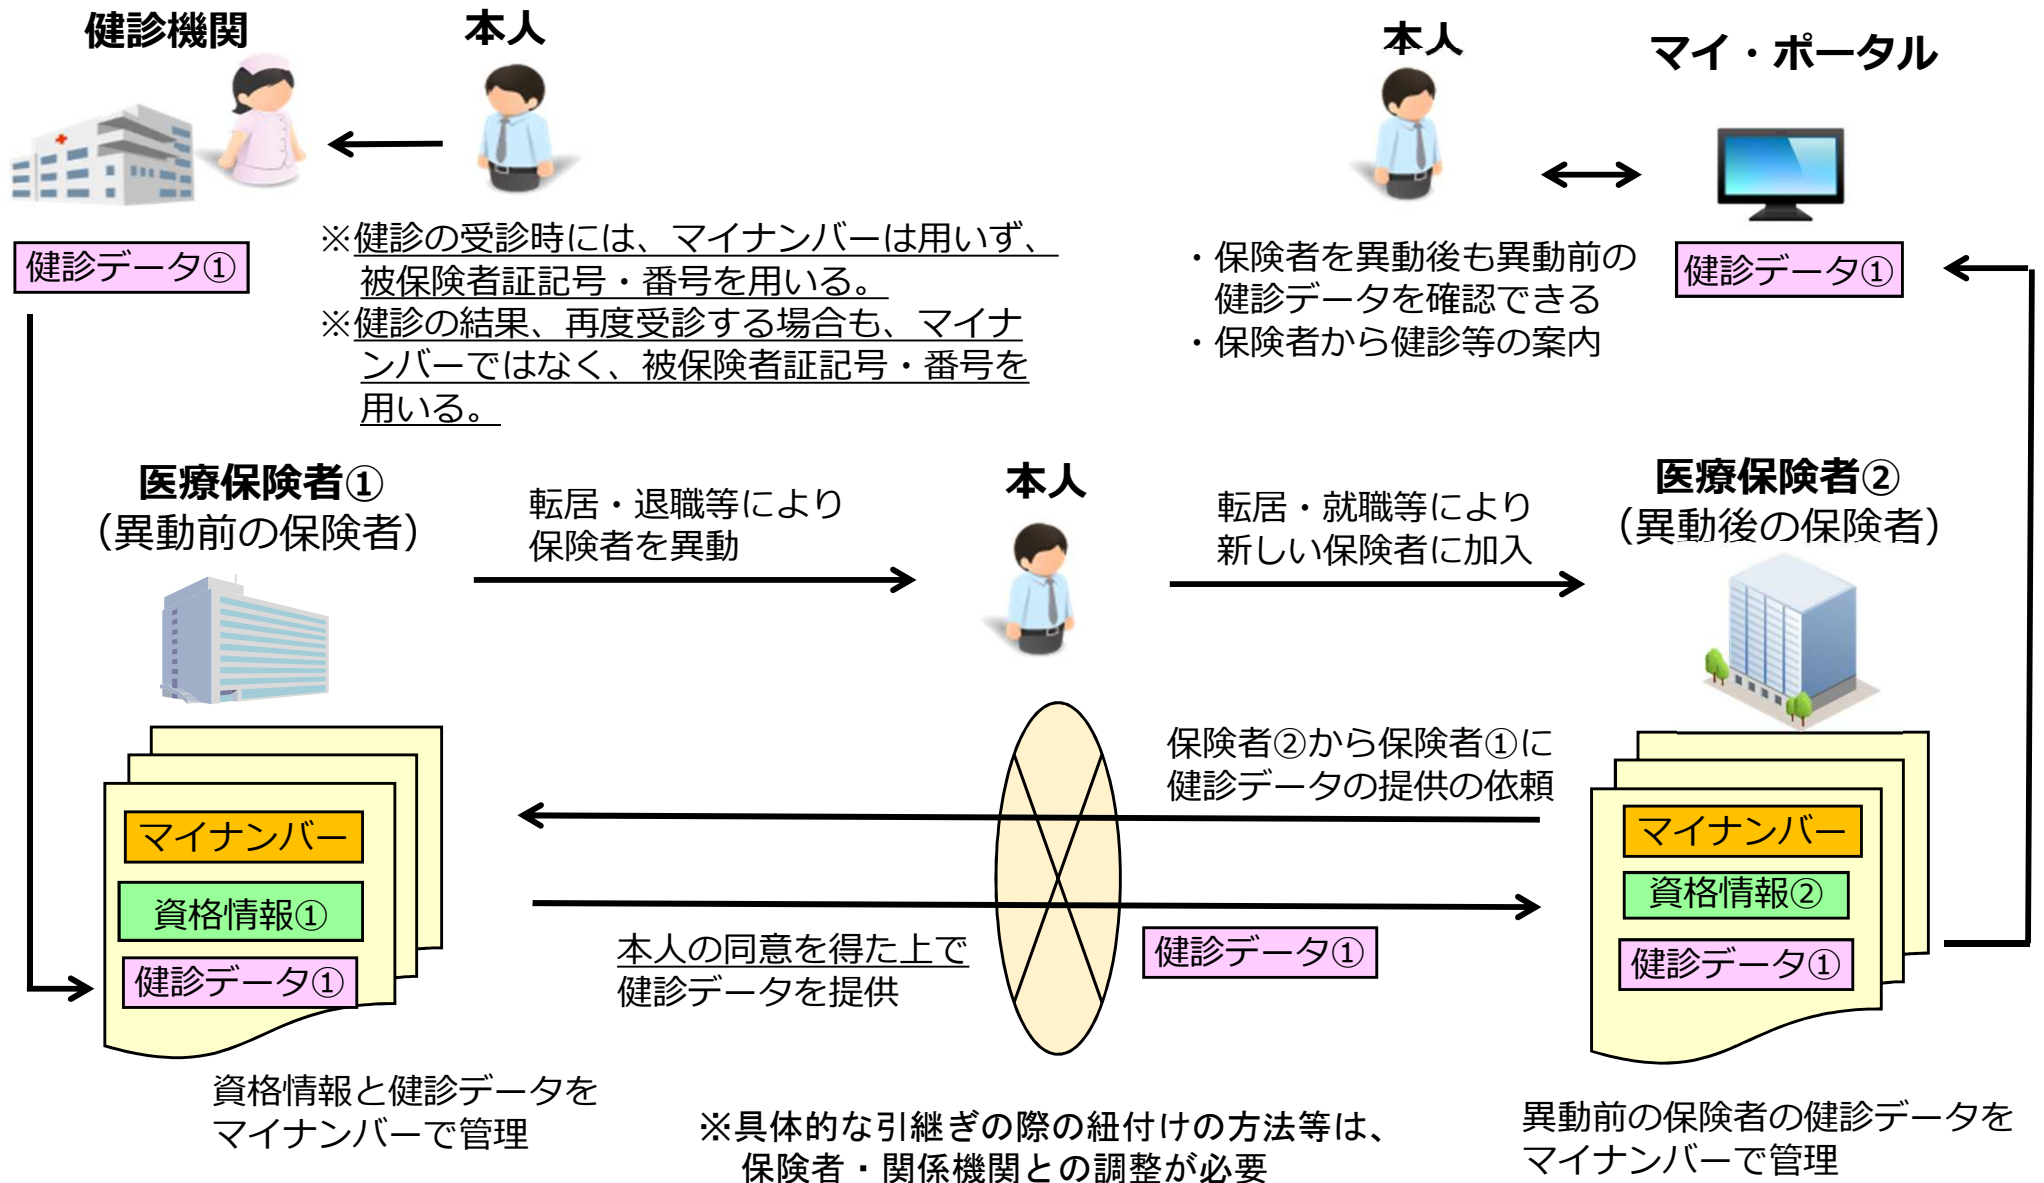 健診機関
本人
健診データ①
※健診の受診時には、マイナンバーは用いず、
被保険者証記号・番号を用いる。
※健診の結果、再度受診する場合も、マイナ
ンバーではなく、被保険者証記号・番号を
用いる。
本人
マイ・ポータル
・保険者を異動後も異動前の
健診データを確認できる
・保険者から健診等の案内
健診データ①
医療保険者①
（異動前の保険者）
転居・退職等により
保険者を異動
本人
転居・就職等により
新しい保険者に加入
医療保険者②
（異動後の保険者）
保険者②から保険者①に
健診データの提供の依頼
マイナンバー
資格情報①
健診データ①
本人の同意を得た上で
健診データを提供
健診データ①
マイナンバー
資格情報②
健診データ①
資格情報と健診データを
マイナンバーで管理
※具体的な引継ぎの際の紐付けの方法等は、
保険者・関係機関との調整が必要
異動前の保険者の健診データを
マイナンバーで管理